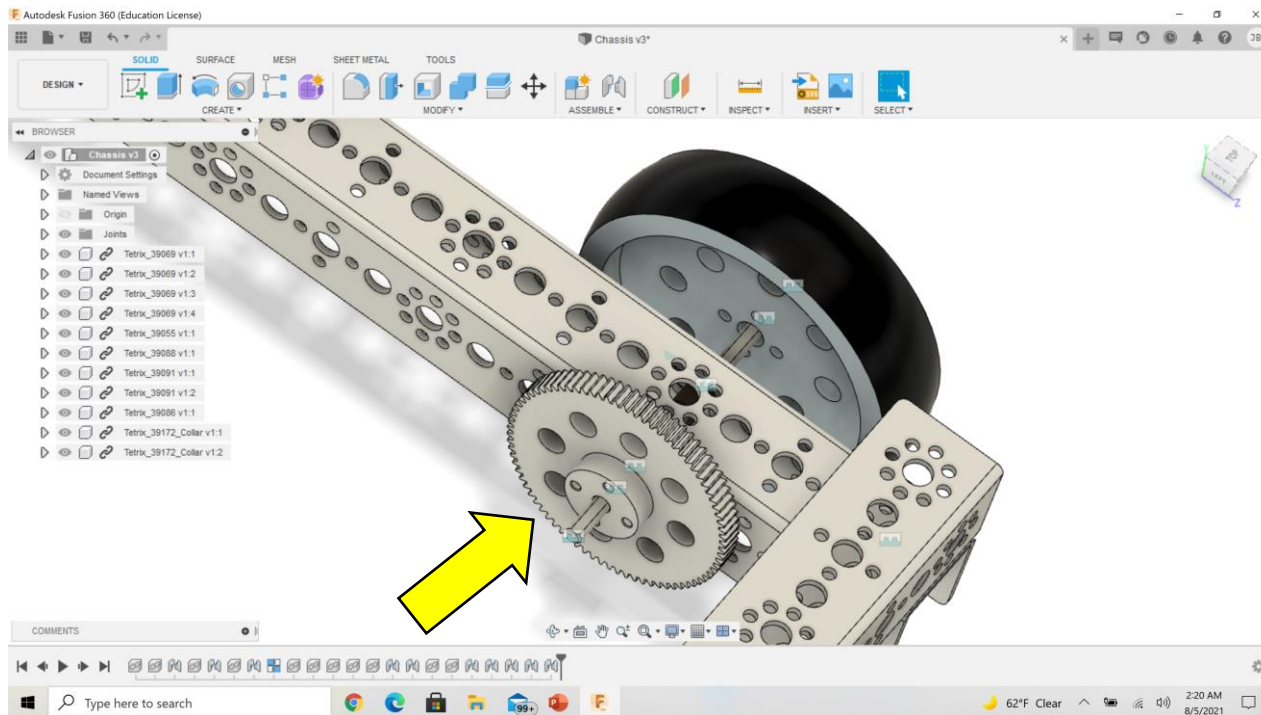 Autodesk Fusion 360 (Education License)
Chassis v3*
JB
SOLID SURFACE MESH SHEET METAL TOOLS
DESIGN
CREATE MODIFY ASSEMBLE CONSTRUCT INSPECT INSERT SELECT
BROWSER
Chassis v3
Document Settings
Named Views
Origin
Joints
Tetrix_39069 v1:1
Tetrix_39069 v1:2
Tetrix_39069 v1:3
Tetrix_39069 v1:4
Tetrix_39055 v1:1
Tetrix_39088 v1:1
Tetrix_39091 v1:1
Tetrix_39091 v1:2
Tetrix_39086 v1:1
Tetrix_39172_Collar v1:1
Tetrix_39172_Collar v1:2
TOP
LEFT
Y
Z
COMMENTS
Type here to search
99+
62°F Clear
2:20 AM
8/5/2021